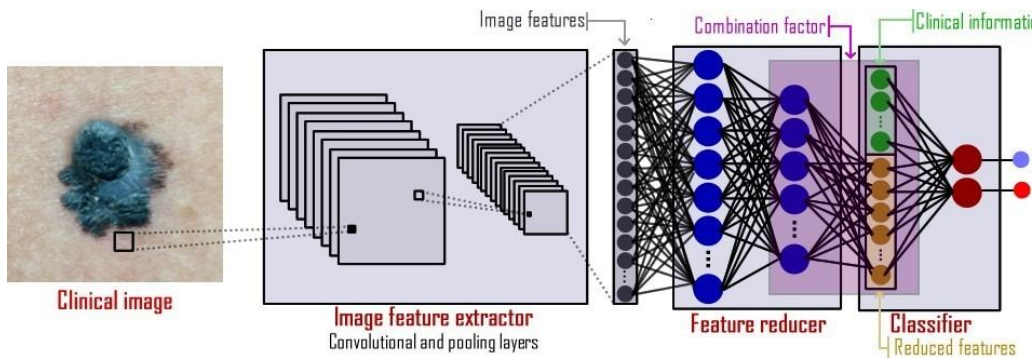 Image features
Combination factor
Clinical informati
Clinical image
Image feature extractor
Convolutional and pooling layers
Feature reducer
Classifier
Reduced features